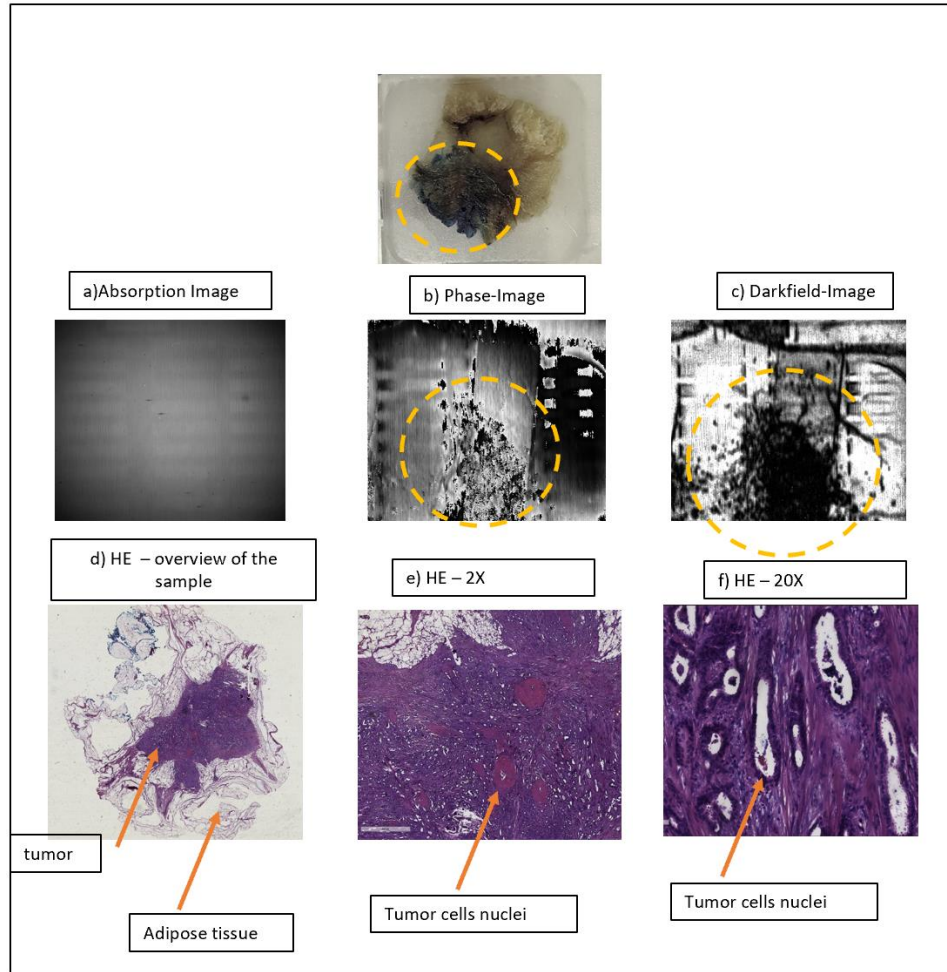 a)Absorption Image
b) Phase-Image
c) Darkfield-Image
d) HE – overview of the
sample
e) HE – 2X
f) HE – 20X
tumor
Adipose tissue
Tumor cells nuclei
Tumor cells nuclei